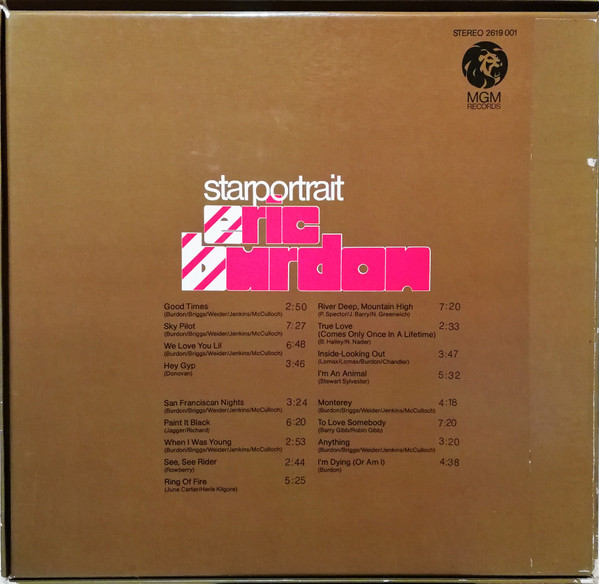 STEREO 2619 001
MGM
RECORDS
starportrait
eric
burdon
Good Times 2:50
(Burdon/Briggs/Weider/Jenkins/McCulloch)
Sky Pilot 7:27
(Burdon/Briggs/Weider/Jenkins/McCulloch)
We Love You Lil 6:48
(Burdon/Briggs/Weider/Jenkins/McCulloch)
Hey Gyp 3:46
(Donovan)
San Franciscan Nights 3:24
(Burdon/Briggs/Weider/Jenkins/McCulloch)
Paint It Black 6:20
(Jagger/Richard)
When I Was Young 2:53
(Burdon/Briggs/Weider/Jenkins/McCulloch)
See, See Rider 2:44
(Rowberry)
Ring Of Fire 5:25
(June Carter/Herle Kilgore)
River Deep, Mountain High 7:20
(P. Spector/J. Barry/N. Greenwich)
True Love 2:33
(Comes Only Once In A Lifetime)
(B. Halley/N. Nader)
Inside-Looking Out 3:47
(Lomax/Lomax/Burdon/Chandler)
I'm An Animal 5:32
(Stewart Sylvester)
Monterey 4:18
(Burdon/Briggs/Weider/Jenkins/McCulloch)
To Love Somebody 7:20
(Barry Gibb/Robin Gibb)
Anything 3:20
(Burdon/Briggs/Weider/Jenkins/McCulloch)
I'm Dying (Or Am I) 4:38
(Burdon)